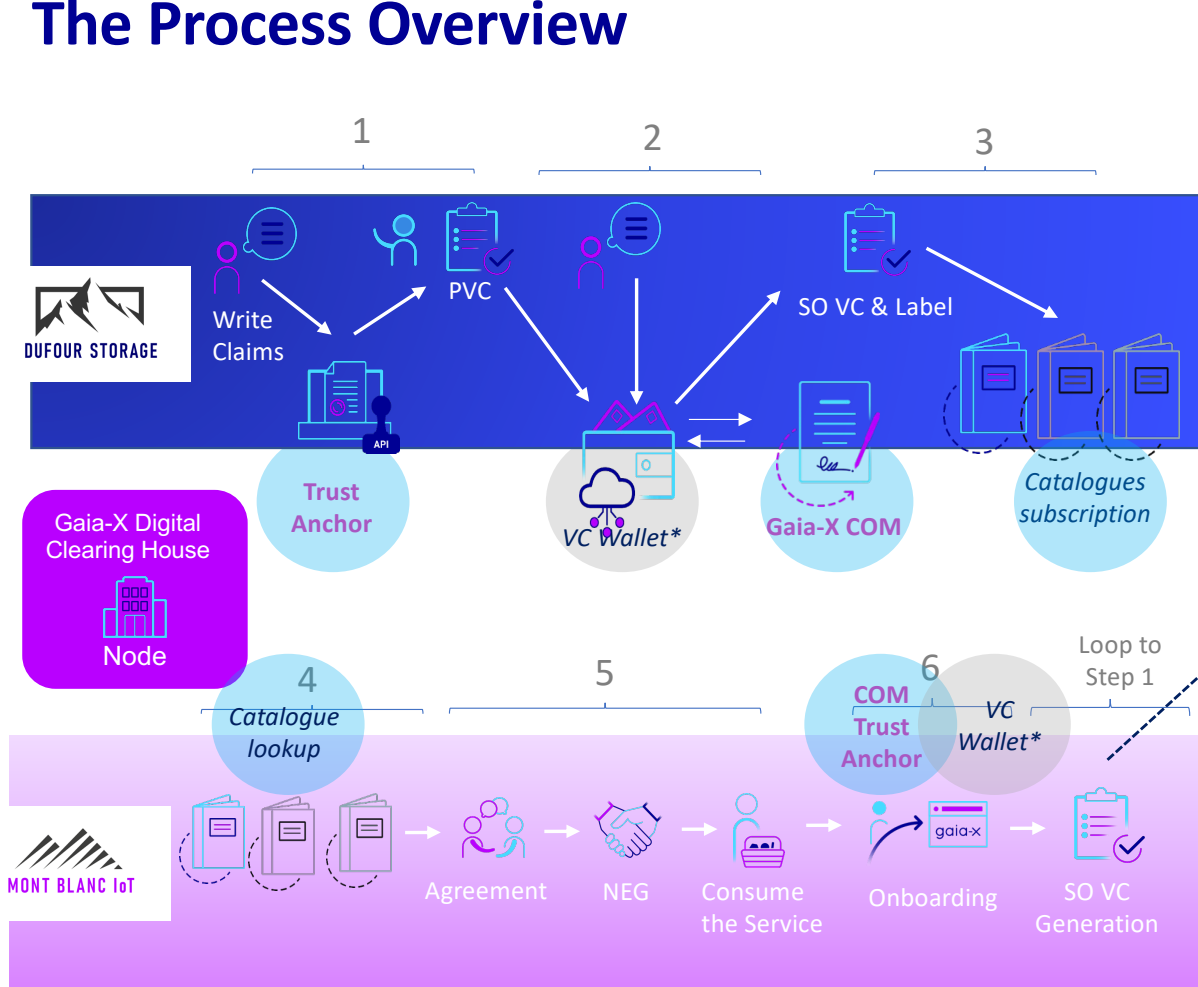 The Process Overview
1
2
3
Write
Claims
PVC
SO VC & Label
DUFOUR STORAGE
API
Trust
Anchor
VC Wallet*
Gaia-X COM
Catalogues
subscription
Gaia-X Digital
Clearing House
Node
4
5
6
Loop to
Step 1
Catalogue
lookup
COM
Trust
Anchor
VC
Wallet*
MONT BLANC IoT
gaia-x
Agreement
NEG
Consume
the Service
Onboarding
SO VC
Generation